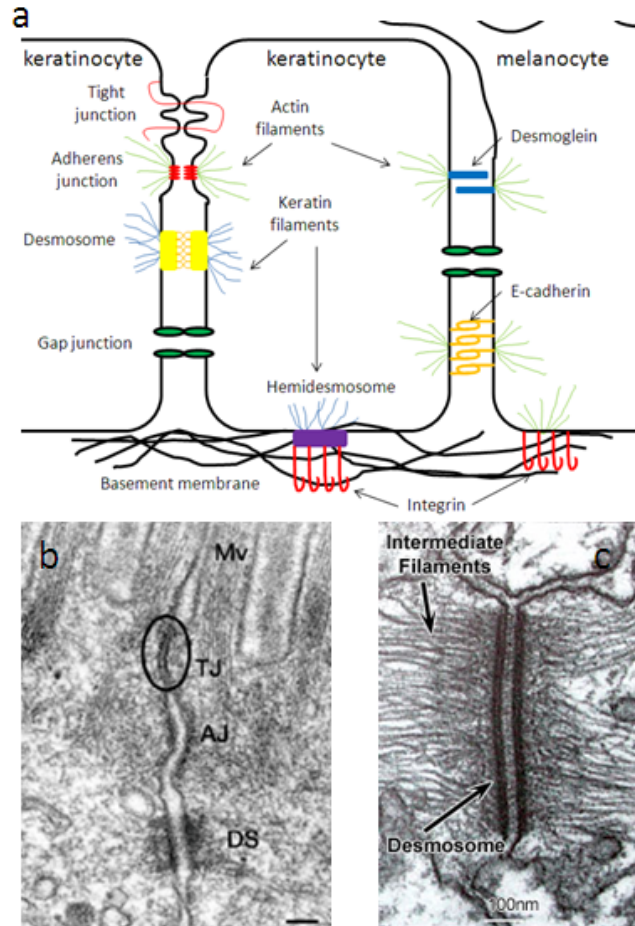 a
keratinocyte
keratinocyte
melanocyte
Tight
junction
Actin
filaments
Desmoglein
Adherens
junction
Keratin
filaments
Desmosome
E-cadherin
Gap junction
Hemidesmosome
Basement membrane
Integrin
b
Mv
TJ
AJ
DS
c
Intermediate
Filaments
Desmosome
100nm